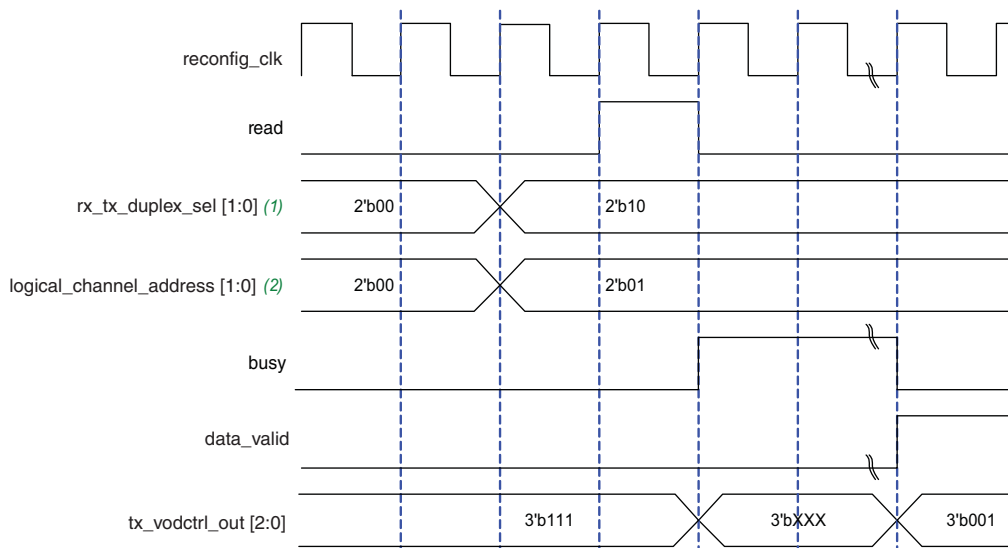 reconfig_clk
read
rx_tx_duplex_sel [1:0] (1) 2'b00 2'b10
logical_channel_address [1:0] (2) 2'b00 2'b01
busy
data_valid
tx_vodctrl_out [2:0] 3'b111 3'bXXX 3'b001